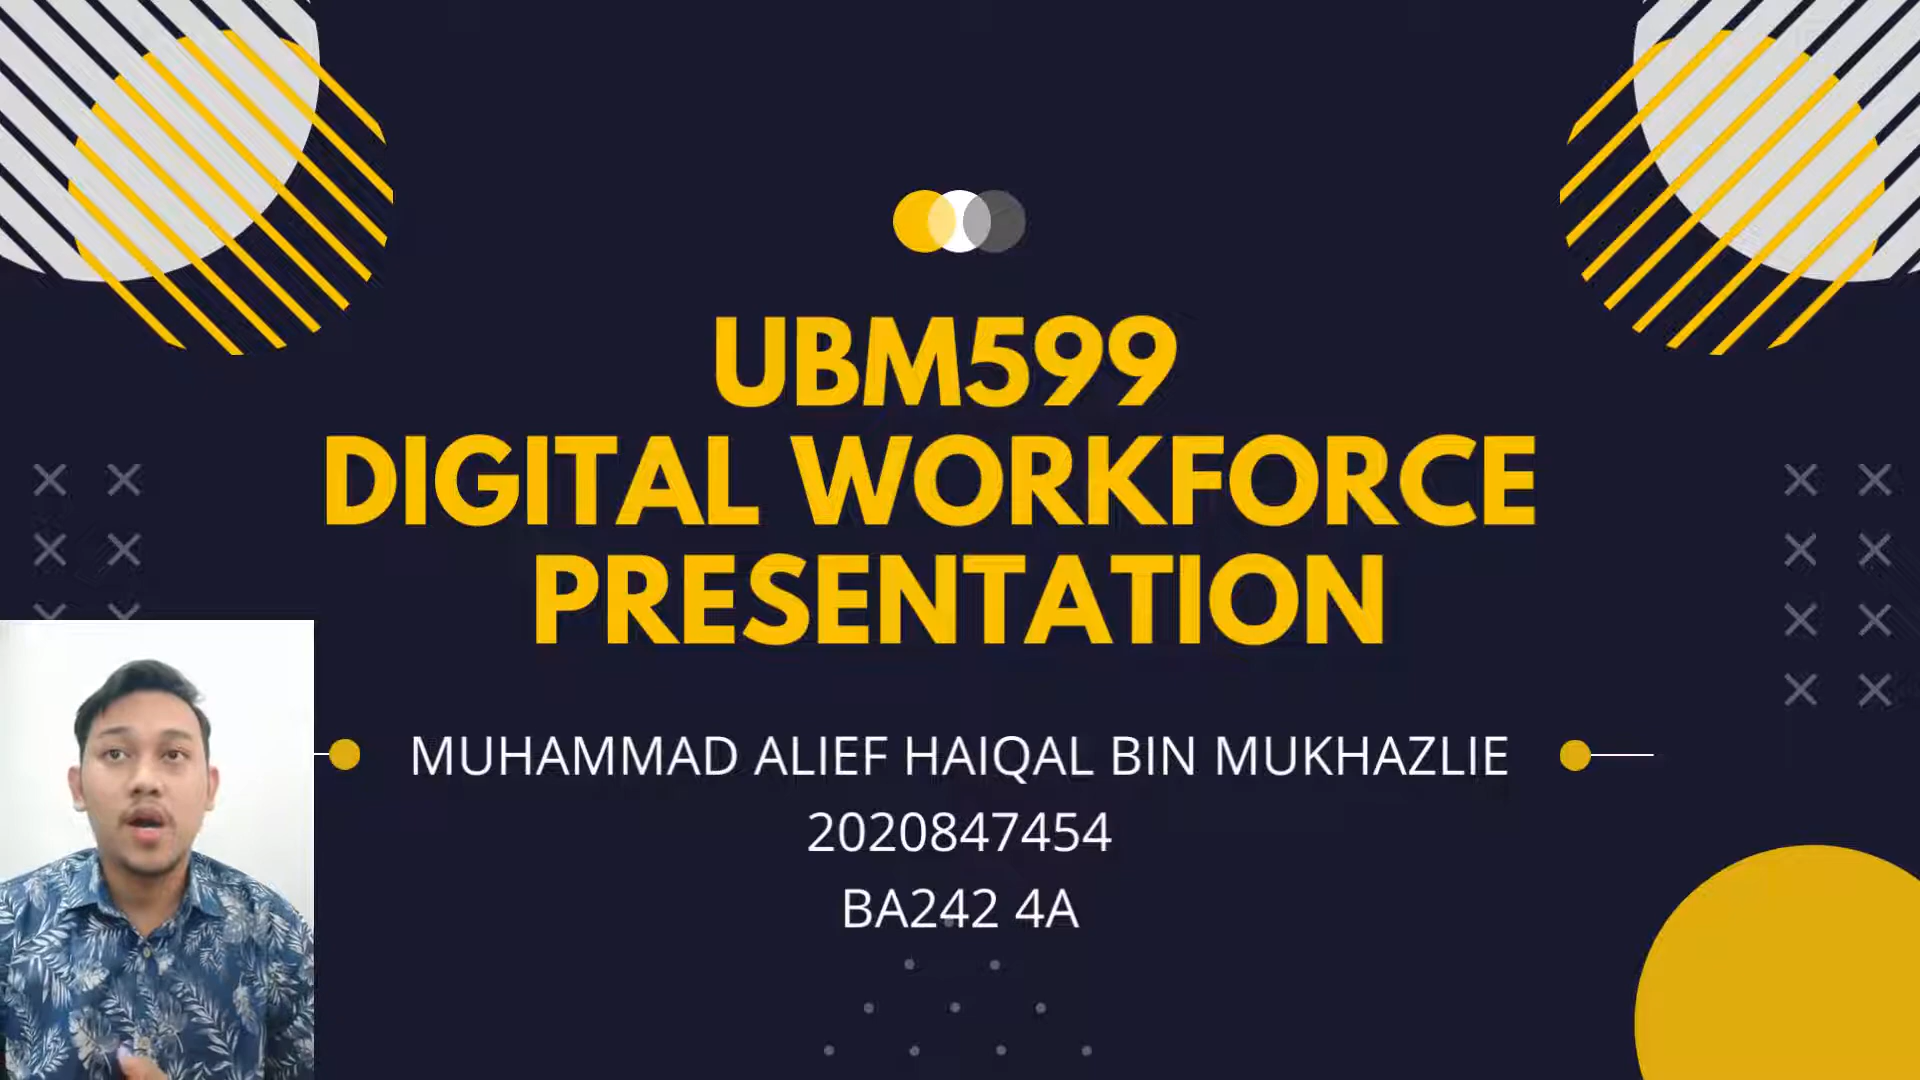 UBM599
DIGITAL WORKFORCE
PRESENTATION
MUHAMMAD ALIEF HAIQAL BIN MUKHAZLIE
2020847454
BA242 4A